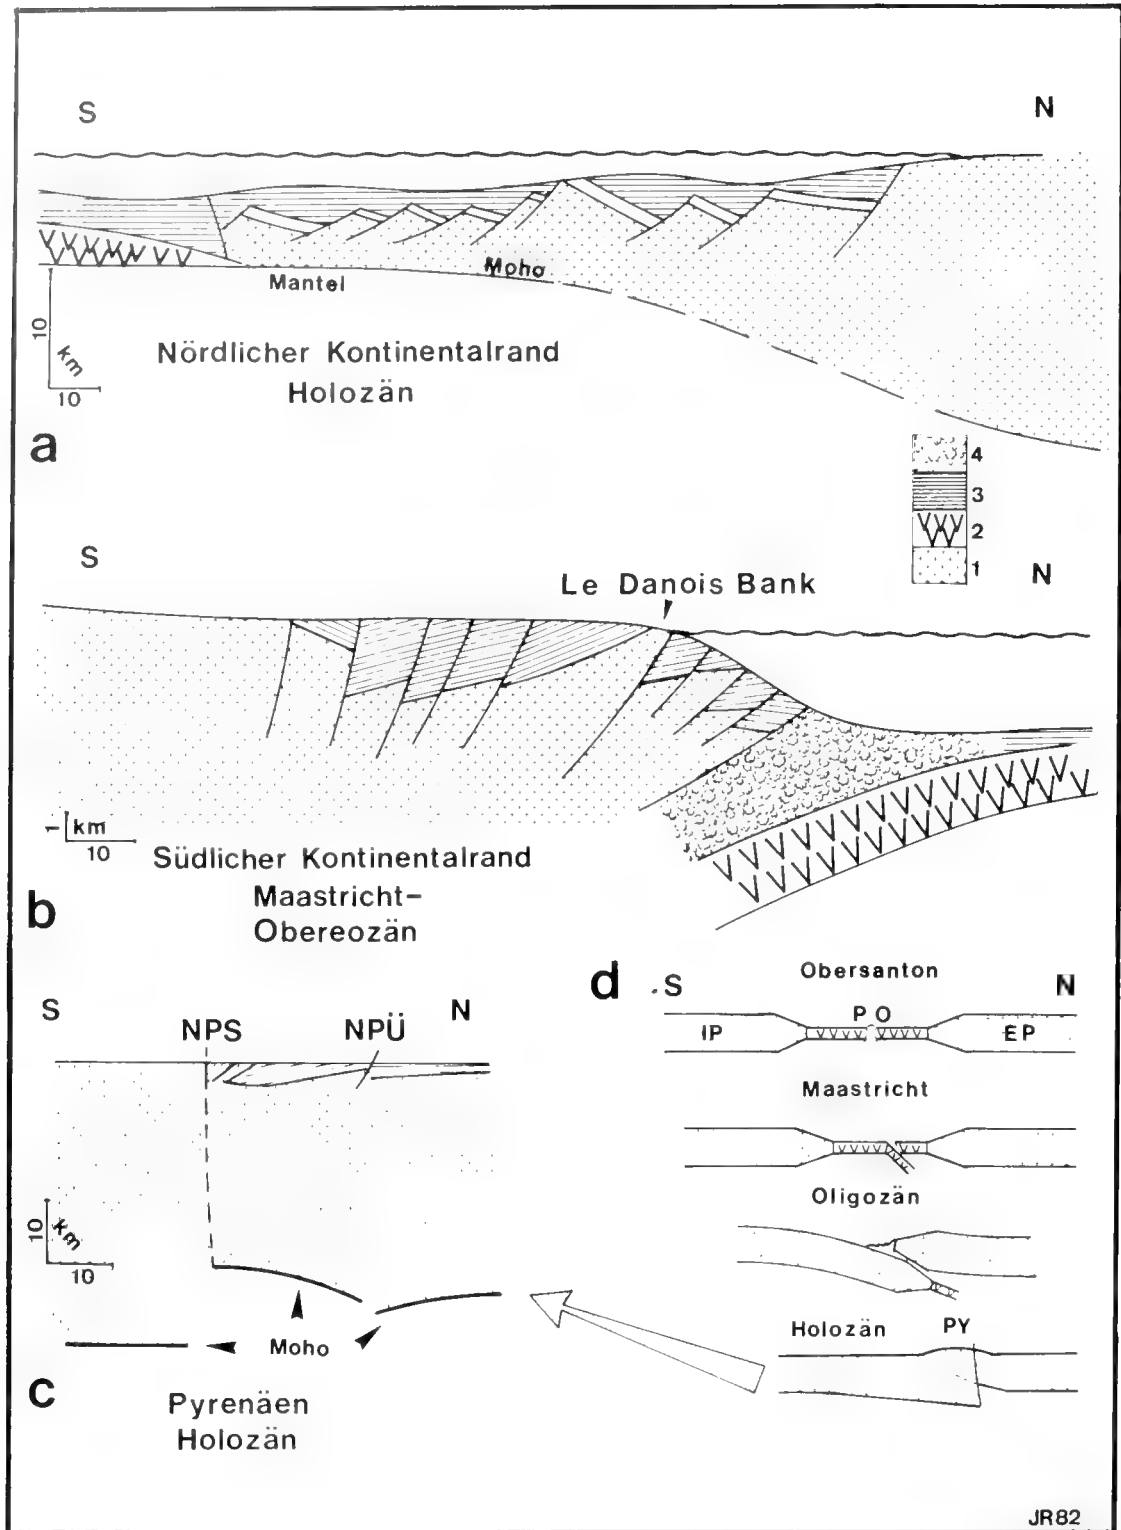 S
N
Moho
Mantel
10
km
10
Nördlicher Kontinentalrand
Holozän
a
4
3
2
1
S
N
Le Danois Bank
1
km
10
Südlicher Kontinentalrand
Maastricht-
Obereozän
b
S
N
NPS
NPÜ
10
km
10
Moho
c
Pyrenäen
Holozän
d
Obersanton
S
N
PO
IP
EP
Maastricht
Oligozän
Holozän
PY
JR82